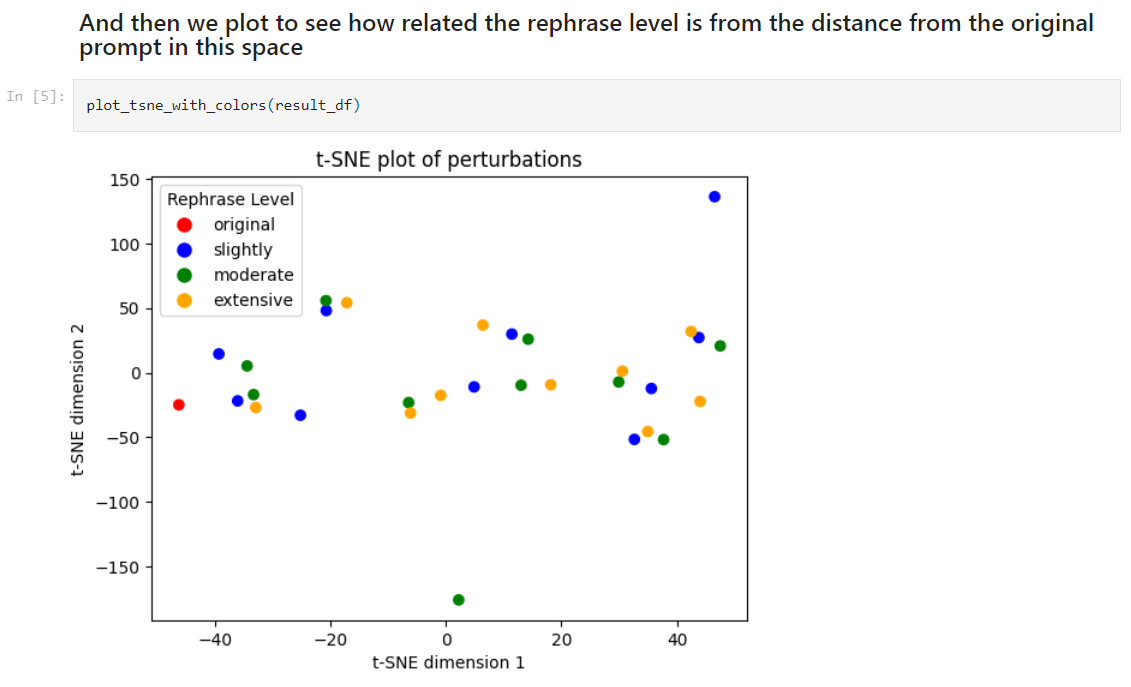 And then we plot to see how related the rephrase level is from the distance from the original
prompt in this space
In [5]:
plot_tsne_with_colors(result_df)
t-SNE plot of perturbations
150
100
50
0
−50
−100
−150
t-SNE dimension 2
Rephrase Level
original
slightly
moderate
extensive
−40
−20
0
20
40
t-SNE dimension 1